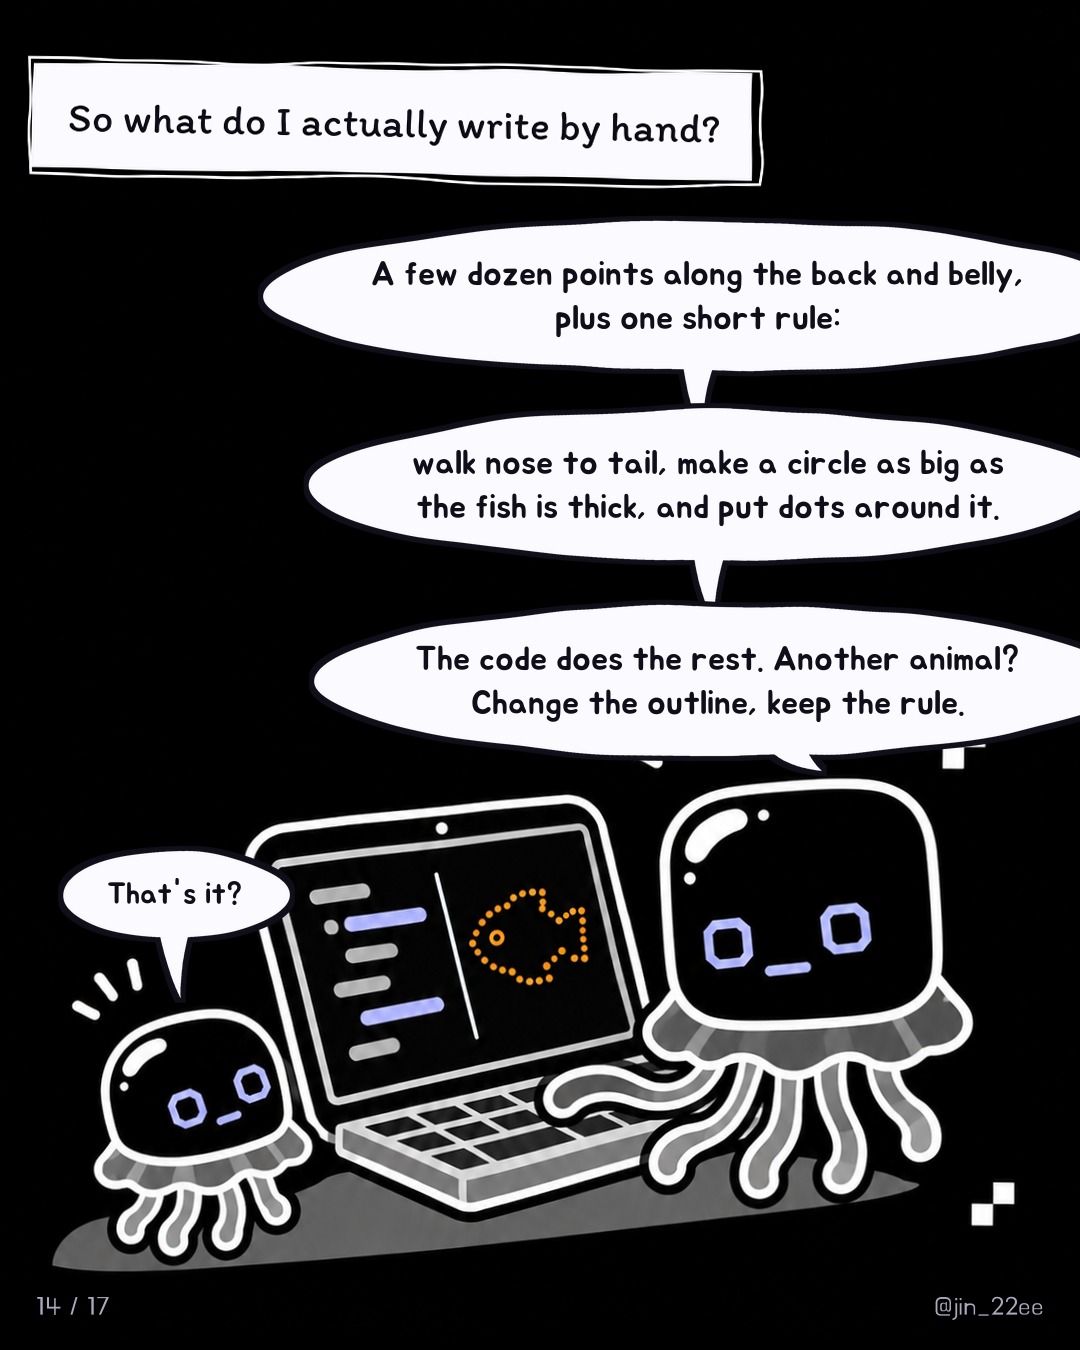 So what do I actually write by hand?
A few dozen points along the back and belly,
plus one short rule:
walk nose to tail, make a circle as big as
the fish is thick, and put dots around it.
The code does the rest. Another animal?
Change the outline, keep the rule.
That's it?
14 / 17
@jin_22ee